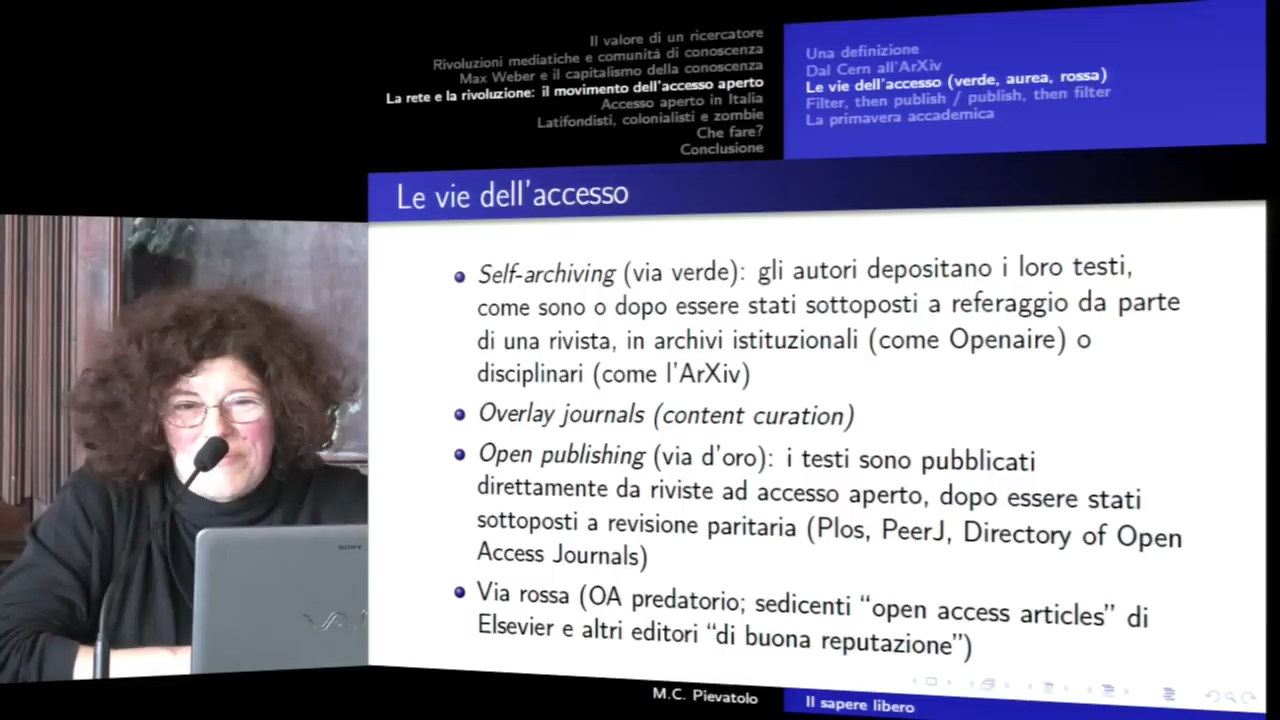 Il valore di un ricercatore
Rivoluzioni mediatiche e comunità di conoscenza
Max Weber e il capitalismo della conoscenza
La rete e la rivoluzione: il movimento dell'accesso aperto
Accesso aperto in Italia
Latifondisti, colonialisti e zombie
Che fare?
Conclusione
Una definizione
Dal Cern all'ArXiv
Le vie dell'accesso (verde, aurea, rossa)
Filter, then publish / publish, then filter
La primavera accademica
Le vie dell'accesso
Self-archiving (via verde): gli autori depositano i loro testi,
come sono o dopo essere stati sottoposti a referaggio da parte
di una rivista, in archivi istituzionali (come Openaire) o
disciplinari (come l'ArXiv)
Overlay journals (content curation)
Open publishing (via d'oro): i testi sono pubblicati
direttamente da riviste ad accesso aperto, dopo essere stati
sottoposti a revisione paritaria (Plos, PeerJ, Directory of Open
Access Journals)
Via rossa (OA predatorio; sedicenti "open access articles" di
Elsevier e altri editori "di buona reputazione")
SONY
VAIO
M.C. Pievatolo
Il sapere libero